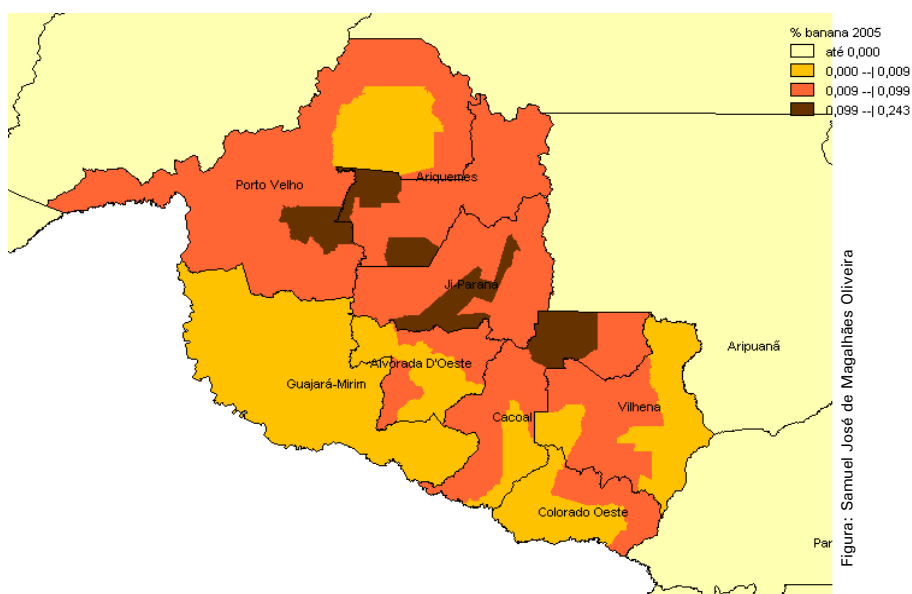 % banana 2005
até 0,000
0,000 --| 0,009
0,009 --| 0,099
0,099 --| 0,243
Ariquemes
Porto Velho
Ji-Paraná
Aripuanã
Alvorada D'Oeste
Guajará-Mirim
Vilhena
Cacoal
Colorado Oeste
Par
Figura: Samuel José de Magalhães Oliveira